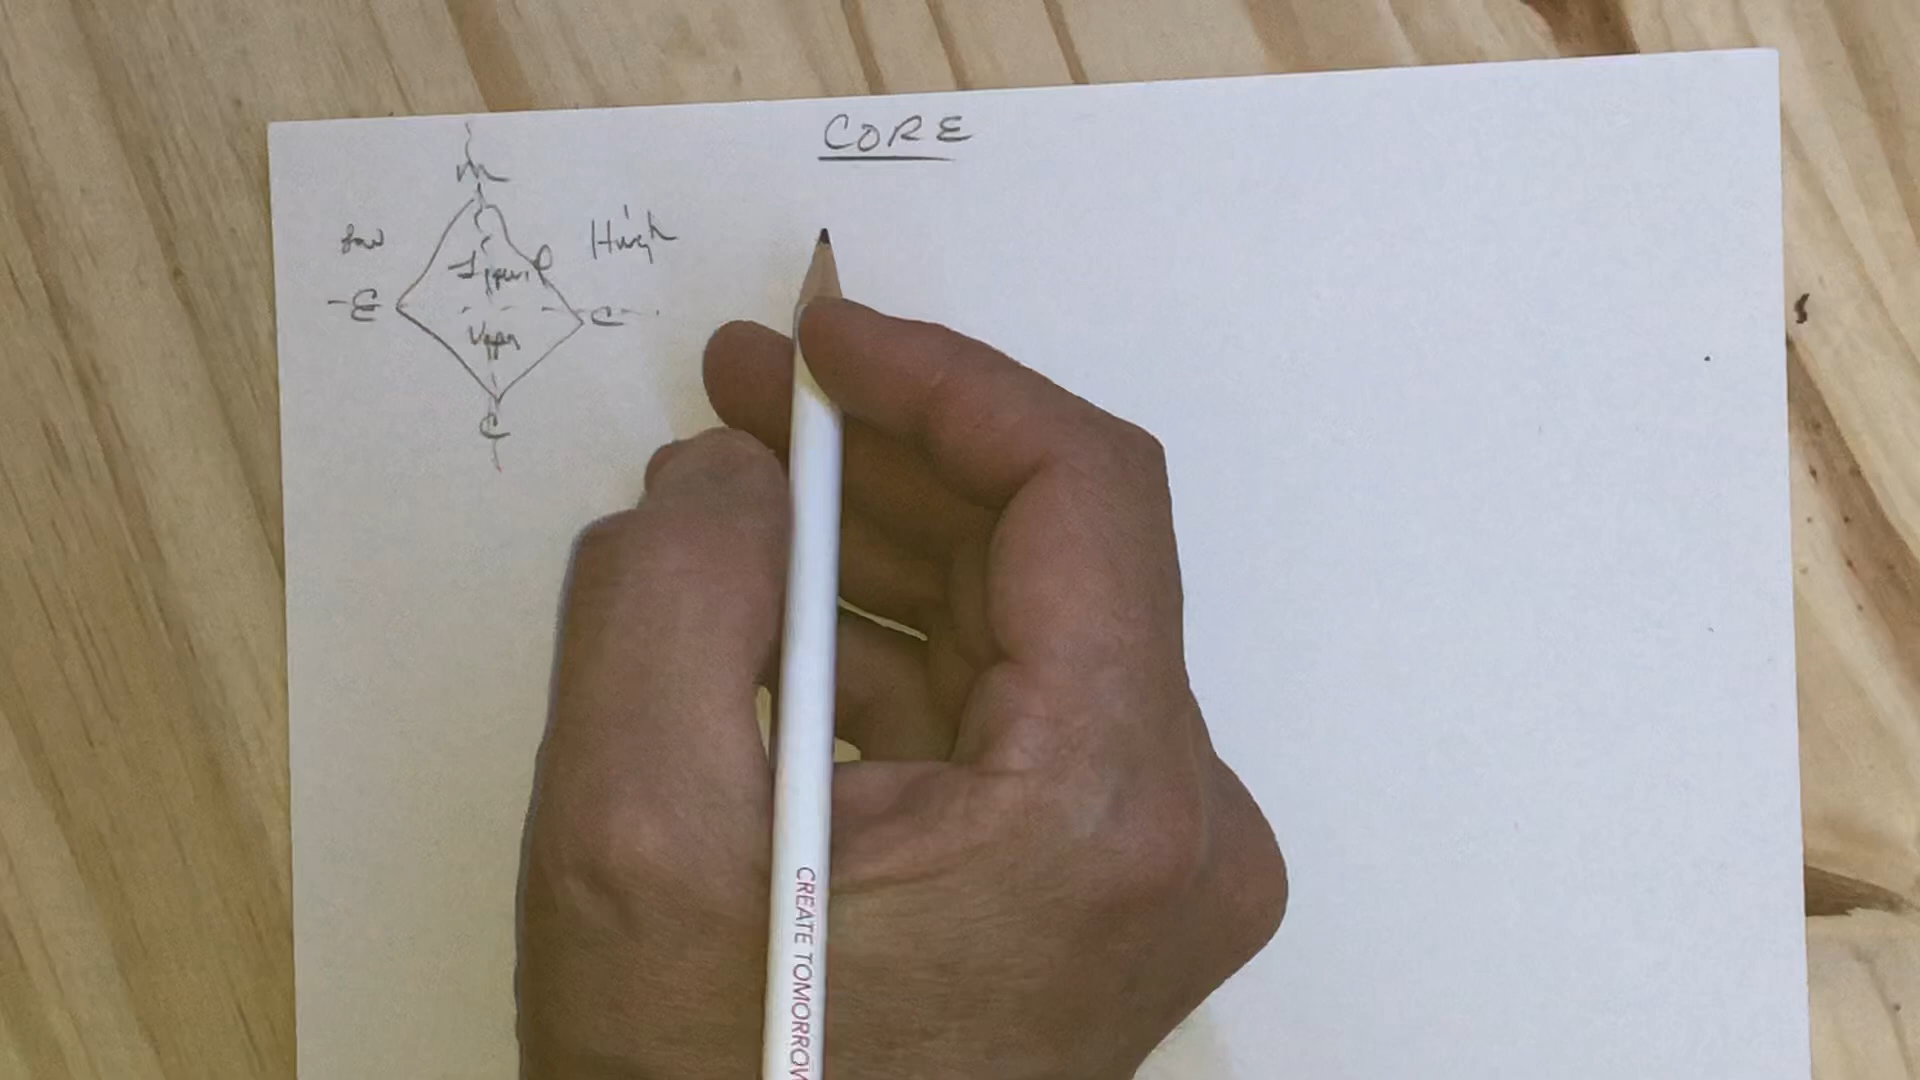 CORE
m
Low High
Liquid
-E C
Vapor
C
CREATE TOMORROW